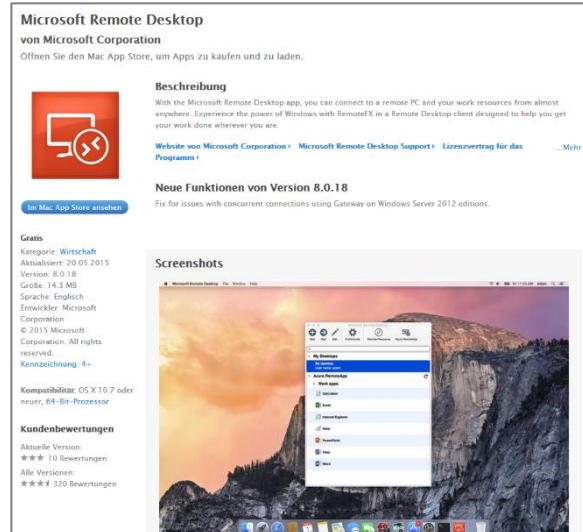 Microsoft Remote Desktop
von Microsoft Corporation
Öffnen Sie den Mac App Store, um Apps zu kaufen und zu laden.
Beschreibung
With the Microsoft Remote Desktop app, you can connect to a remote PC and your work resources from almost
anywhere. Experience the power of Windows with RemoteFX in a Remote Desktop client designed to help you get
your work done wherever you are.
Website von Microsoft Corporation Microsoft Remote Desktop Support Lizenzvertrag für das
Programm
...Mehr
Neue Funktionen von Version 8.0.18
Fix for issues with concurrent connections using Gateway on Windows Server 2012 editions.
Im Mac App Store ansehen
Gratis
Kategorie: Wirtschaft
Aktualisiert: 20.05.2015
Version: 8.0.18
Größe: 14.3 MB
Sprache: Englisch
Entwickler: Microsoft
Corporation
© 2015 Microsoft
Corporation. All rights
reserved.
Kennzeichnung: 4+
Kompatibilität: OS X 10.7 oder
neuer, 64-Bit-Prozessor
Kundenbewertungen
Aktuelle Version:
★★★ 10 Bewertungen
Alle Versionen:
320 Bewertungen
Screenshots
Microsoft Remote Desktop File Window Help
My Desktops
Azure RemoteApp
Work apps
Calculator
Excel
Internet Explorer
Paint
PowerPoint
Visio
Word